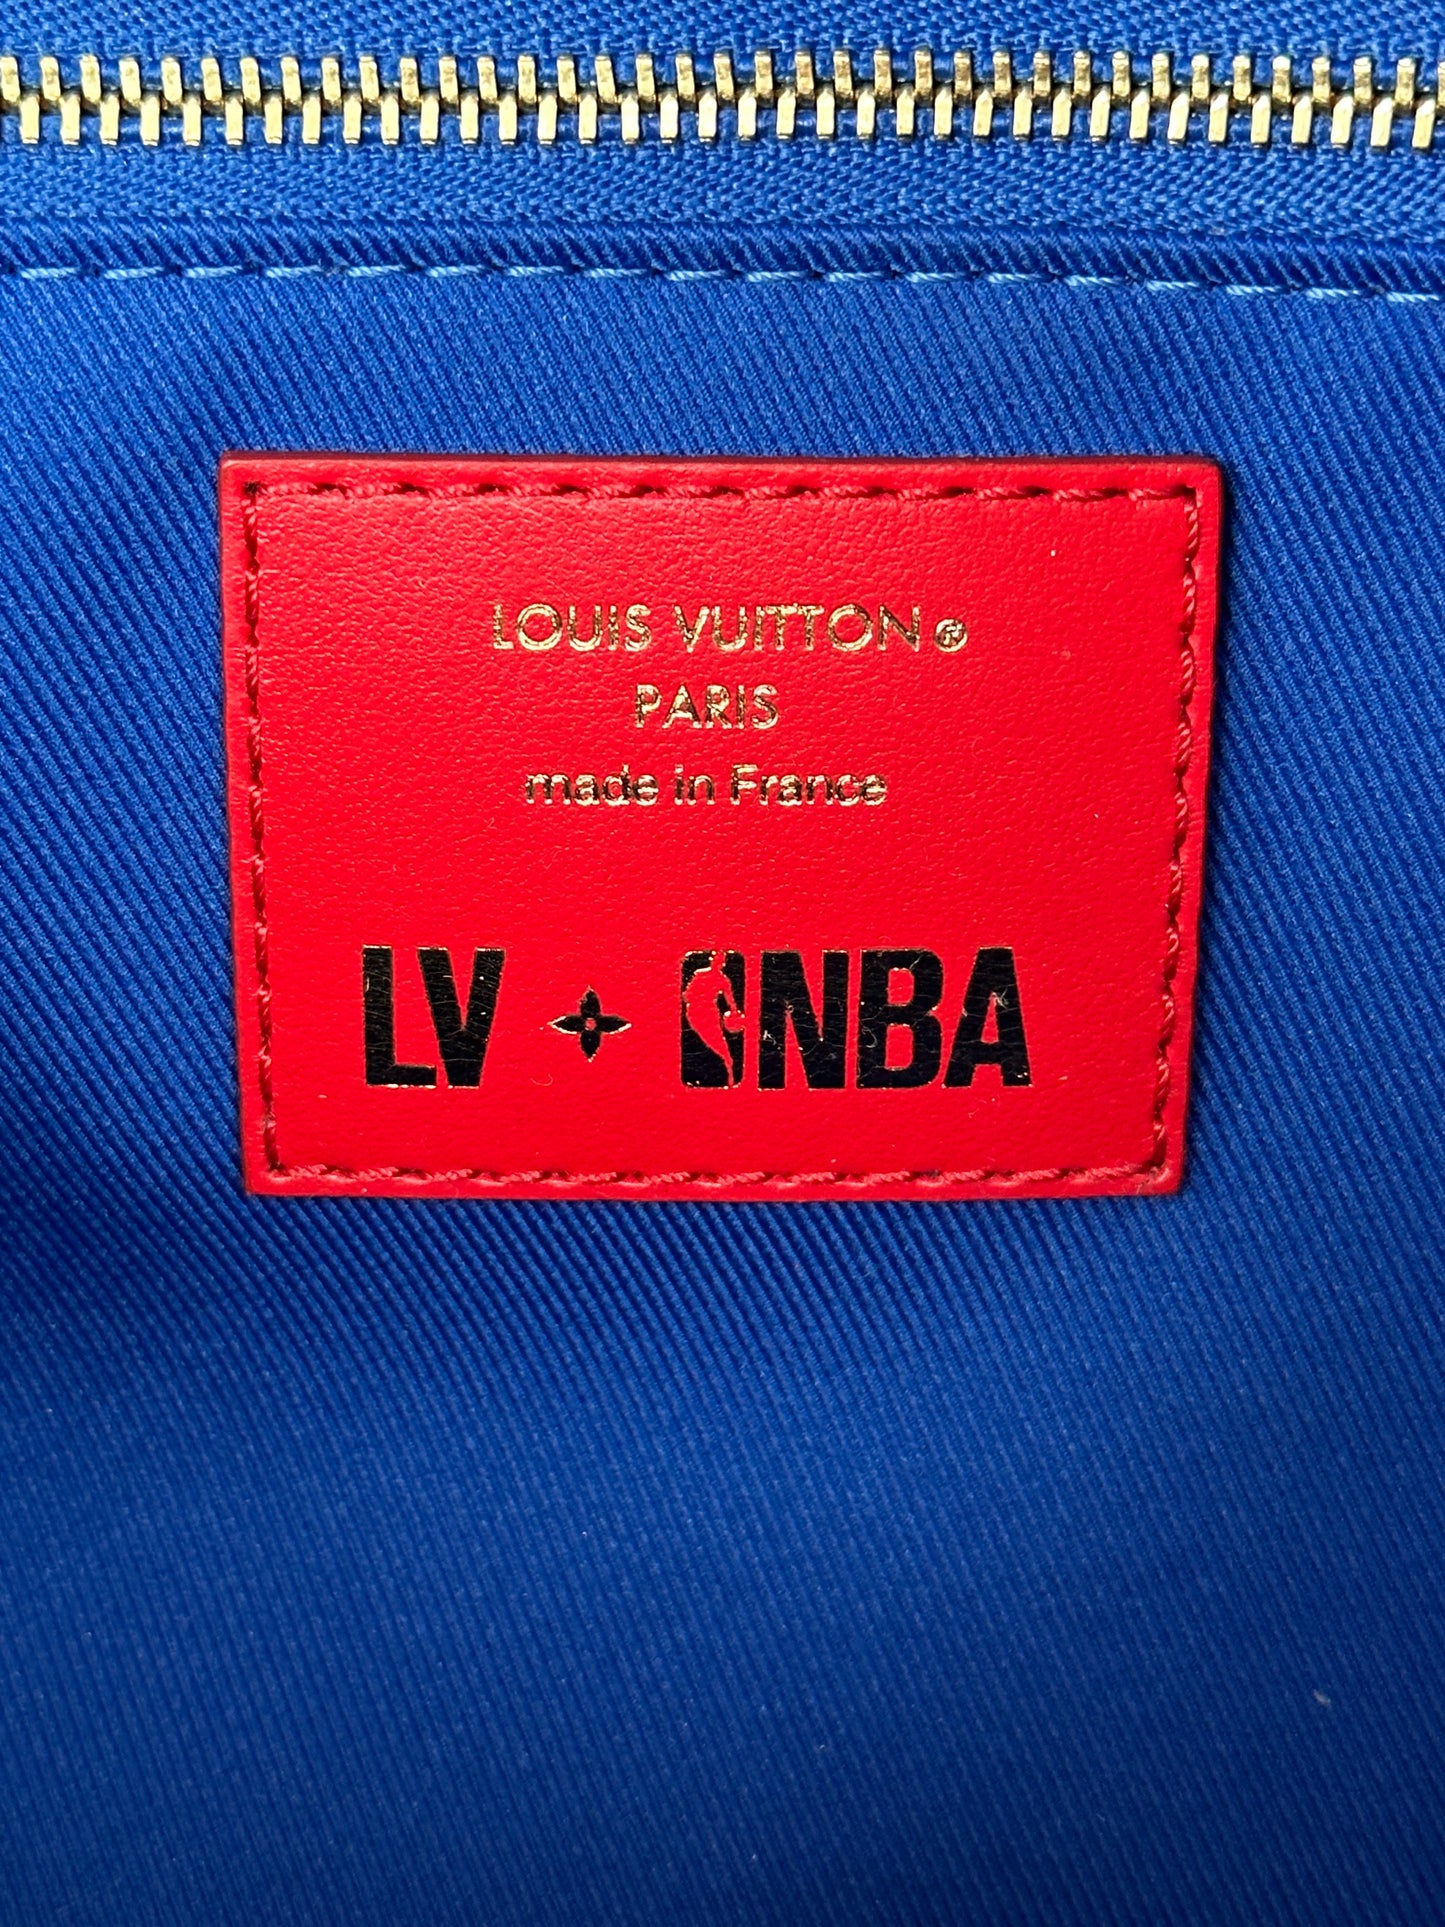 LOUIS VUITTON®
PARIS
made in France
LV + NBA